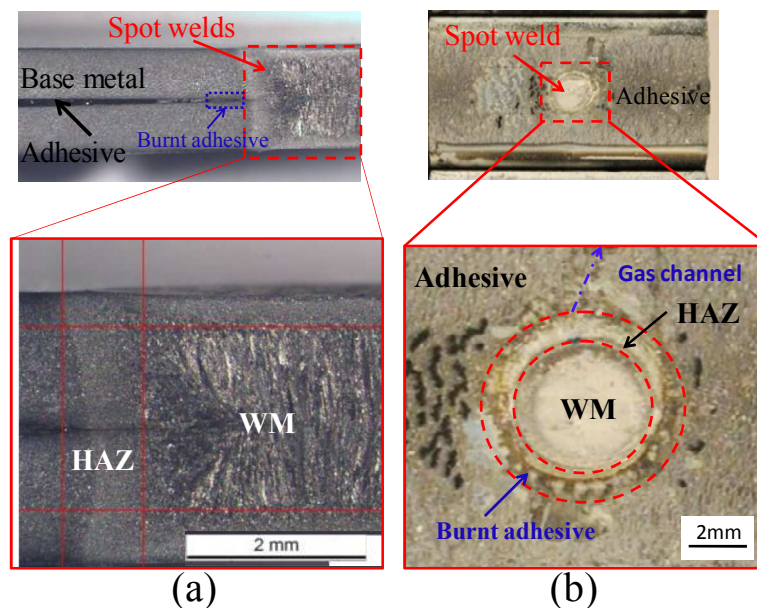 Spot welds
Base metal
Adhesive
Burnt adhesive
Spot weld
Adhesive
HAZ
WM
2 mm
Adhesive
Gas channel
HAZ
WM
Burnt adhesive
2mm
(a)
(b)